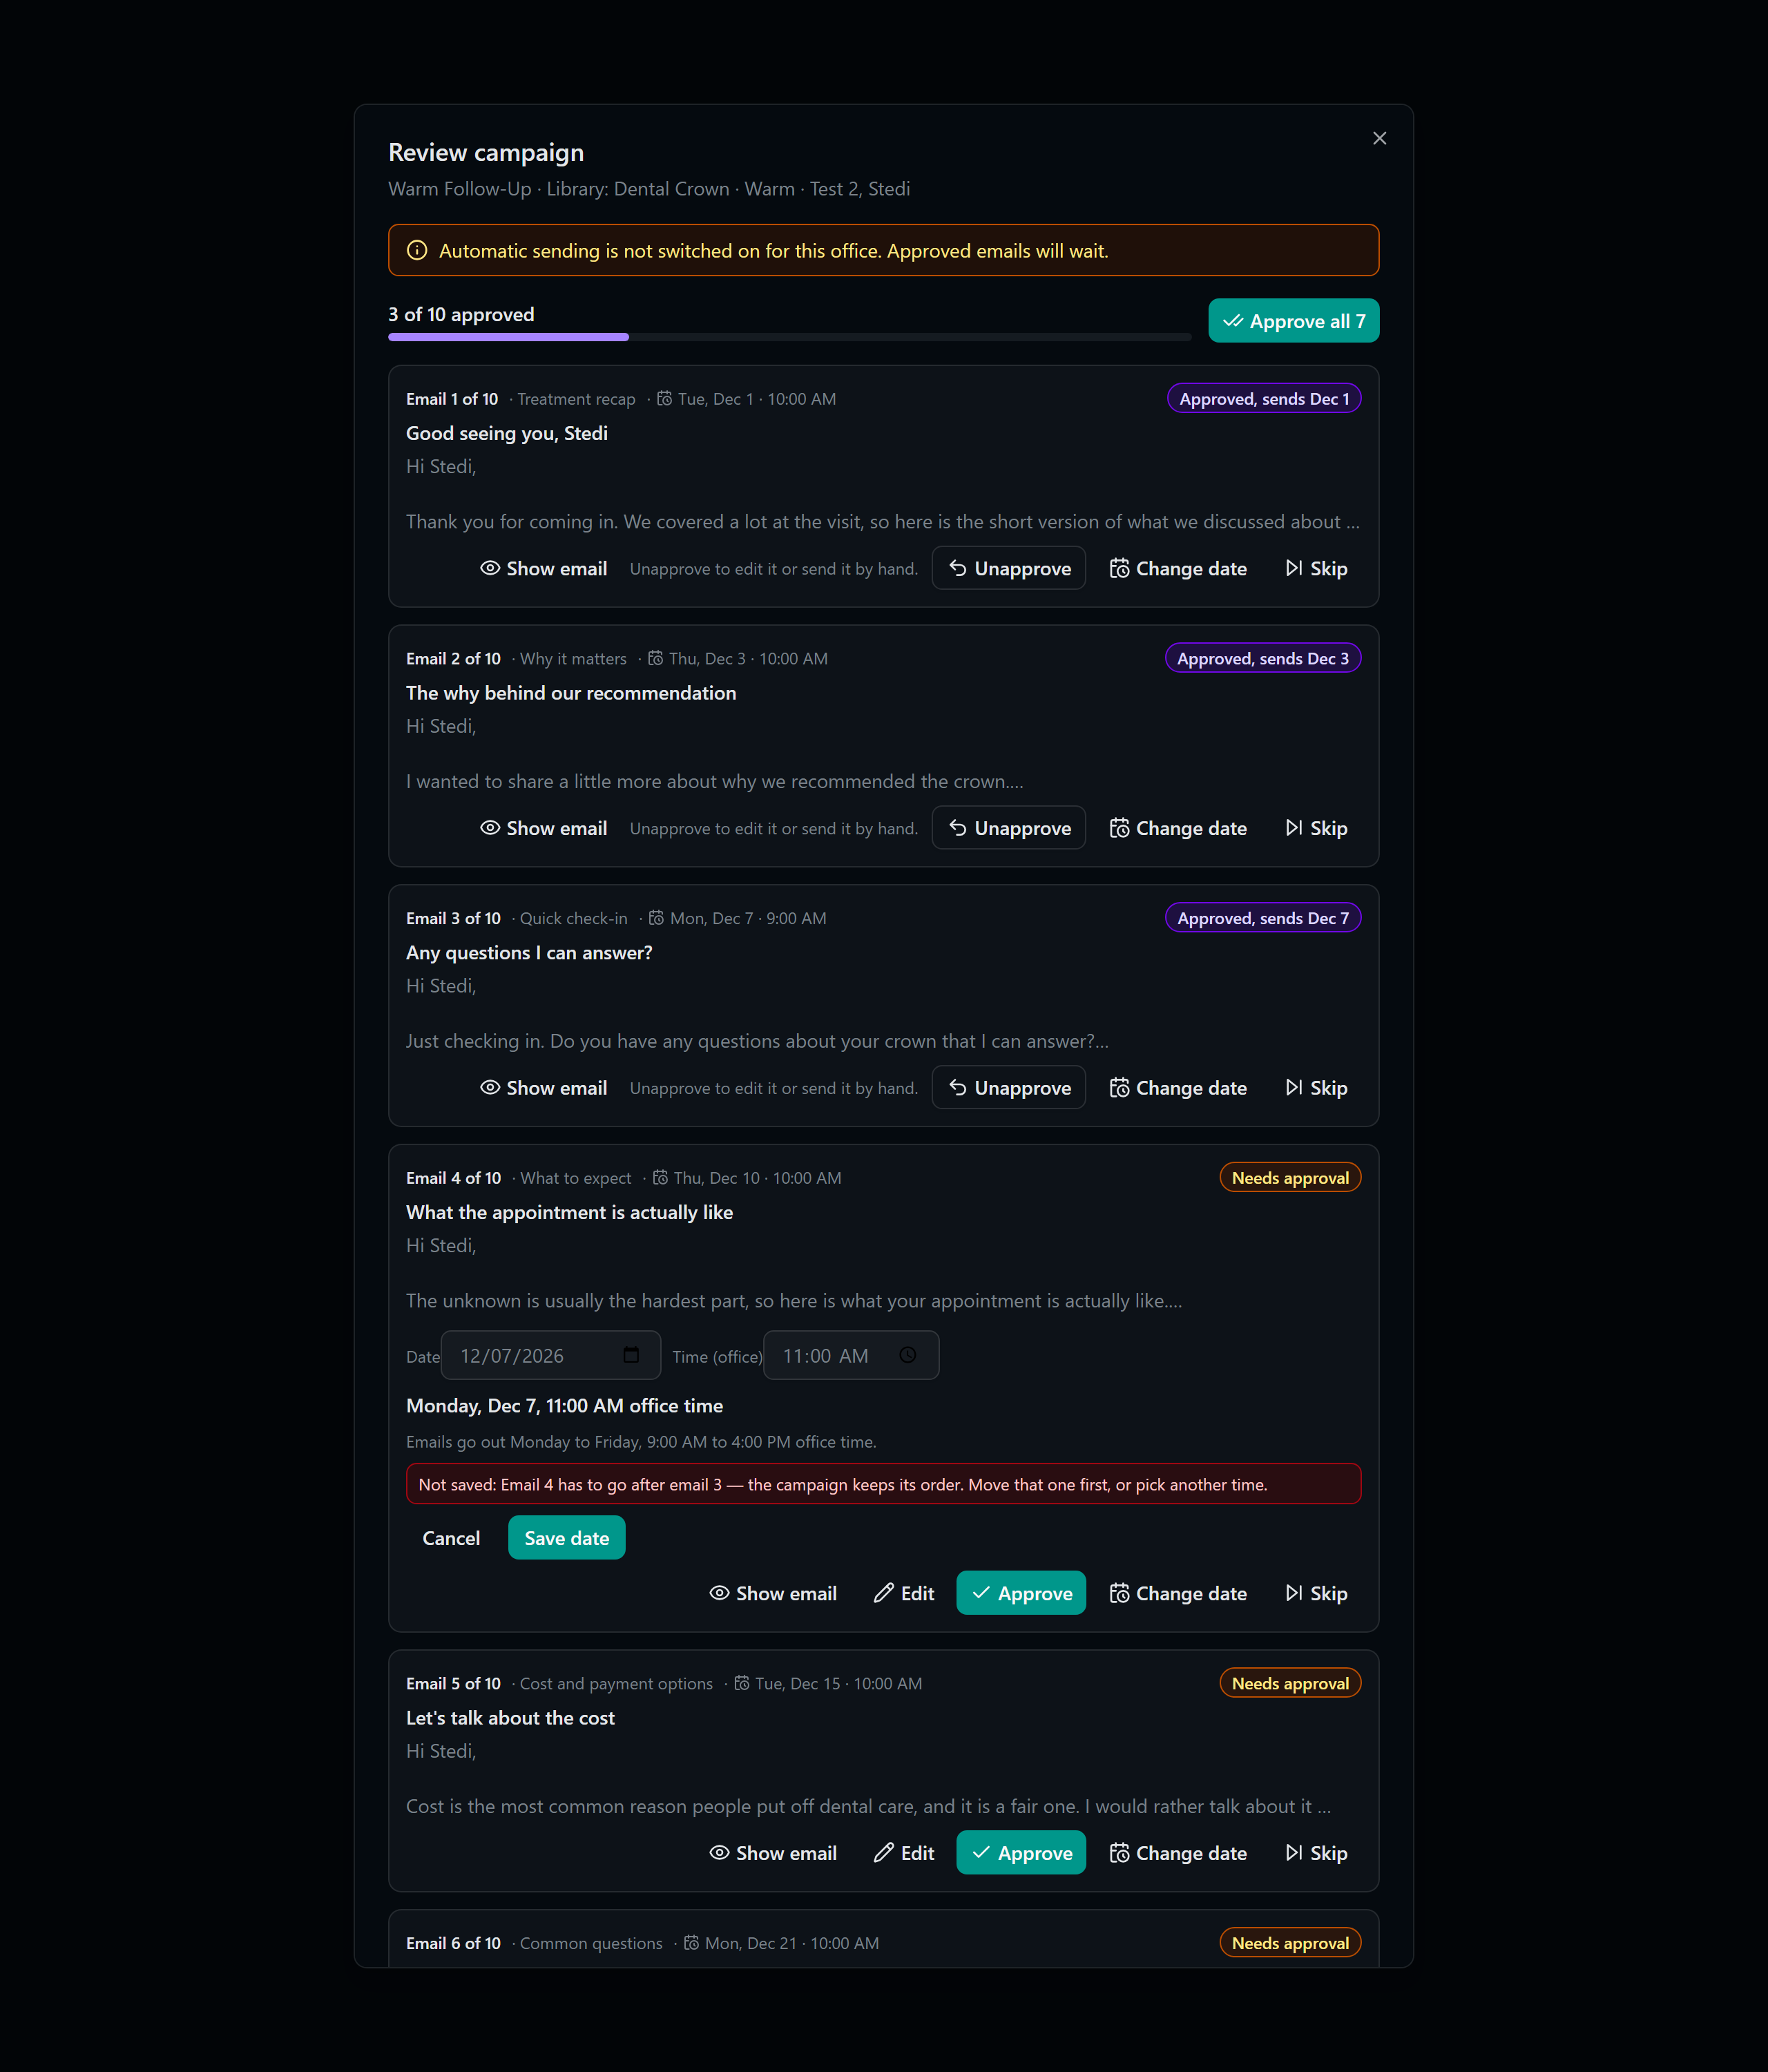 Review campaign
Warm Follow-Up · Library: Dental Crown · Warm · Test 2, Stedi
Automatic sending is not switched on for this office. Approved emails will wait.
3 of 10 approved
Approve all 7
Email 1 of 10 · Treatment recap · Tue, Dec 1 · 10:00 AM
Approved, sends Dec 1
Good seeing you, Stedi
Hi Stedi,
Thank you for coming in. We covered a lot at the visit, so here is the short version of what we discussed about ...
Show email Unapprove to edit it or send it by hand. Unapprove Change date Skip
Email 2 of 10 · Why it matters · Thu, Dec 3 · 10:00 AM
Approved, sends Dec 3
The why behind our recommendation
Hi Stedi,
I wanted to share a little more about why we recommended the crown....
Show email Unapprove to edit it or send it by hand. Unapprove Change date Skip
Email 3 of 10 · Quick check-in · Mon, Dec 7 · 9:00 AM
Approved, sends Dec 7
Any questions I can answer?
Hi Stedi,
Just checking in. Do you have any questions about your crown that I can answer?...
Show email Unapprove to edit it or send it by hand. Unapprove Change date Skip
Email 4 of 10 · What to expect · Thu, Dec 10 · 10:00 AM
Needs approval
What the appointment is actually like
Hi Stedi,
The unknown is usually the hardest part, so here is what your appointment is actually like....
Date 12/07/2026 Time (office) 11:00 AM
Monday, Dec 7, 11:00 AM office time
Emails go out Monday to Friday, 9:00 AM to 4:00 PM office time.
Not saved: Email 4 has to go after email 3 — the campaign keeps its order. Move that one first, or pick another time.
Cancel Save date
Show email Edit Approve Change date Skip
Email 5 of 10 · Cost and payment options · Tue, Dec 15 · 10:00 AM
Needs approval
Let's talk about the cost
Hi Stedi,
Cost is the most common reason people put off dental care, and it is a fair one. I would rather talk about it ...
Show email Edit Approve Change date Skip
Email 6 of 10 · Common questions · Mon, Dec 21 · 10:00 AM
Needs approval